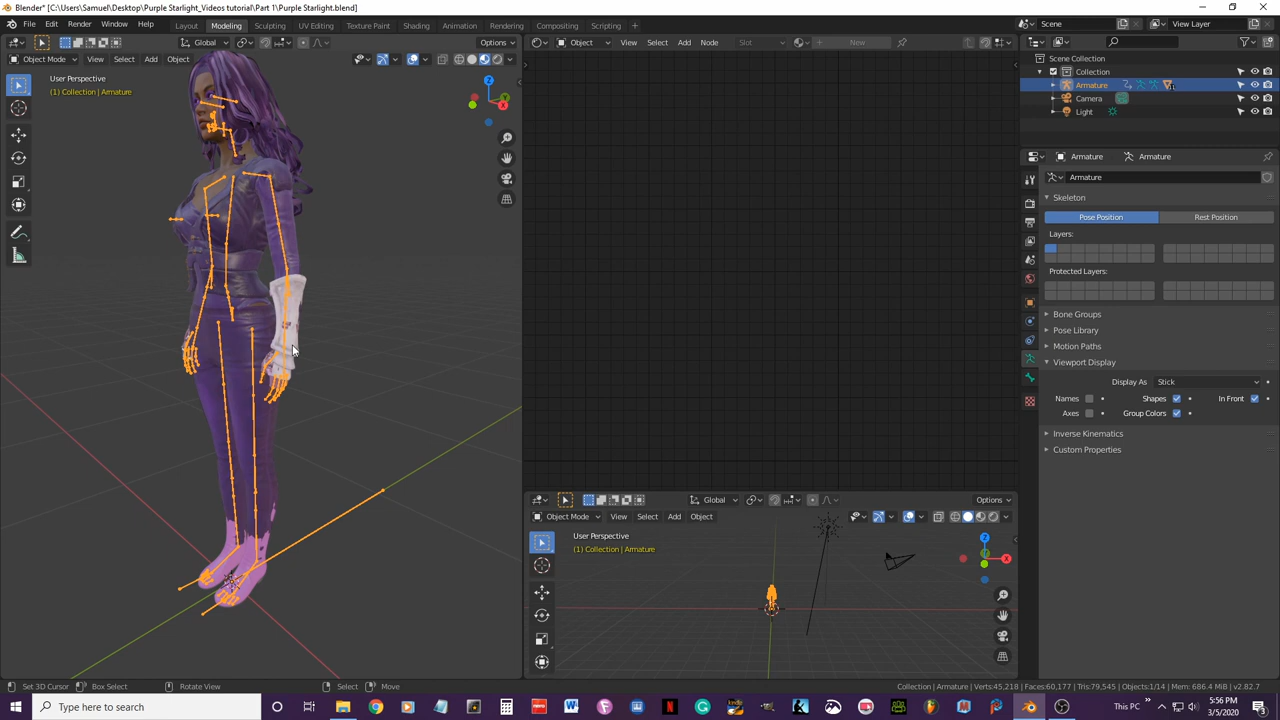 Blender* [C:\Users\Samuel\Desktop\Purple Starlight_Videos tutorial\Part 1\Purple Starlight.blend]
File Edit Render Window Help Layout Modeling Sculpting UV Editing Texture Paint Shading Animation Rendering Compositing Scripting + Scene View Layer
Global Options
Object View Select Add Node Slot New
Object Mode View Select Add Object
Scene Collection
Collection
Armature
Camera
Light
User Perspective
(1) Collection | Armature
Z
Armature Armature
Armature
Skeleton
Pose Position Rest Position
Layers:
Protected Layers:
Bone Groups
Pose Library
Motion Paths
Viewport Display
Display As Stick
Names Shapes In Front
Axes Group Colors
Inverse Kinematics
Custom Properties
Global Options
Object Mode View Select Add Object
User Perspective
(1) Collection | Armature
Z
X
Set 3D Cursor Box Select Rotate View Select Move
Collection | Armature | Verts:45,218 | Faces:60,177 | Tris:79,545 | Objects:1/14 | Mem: 686.4 MiB | v2.82.7
Type here to search
This PC
5:56 PM
3/5/2020